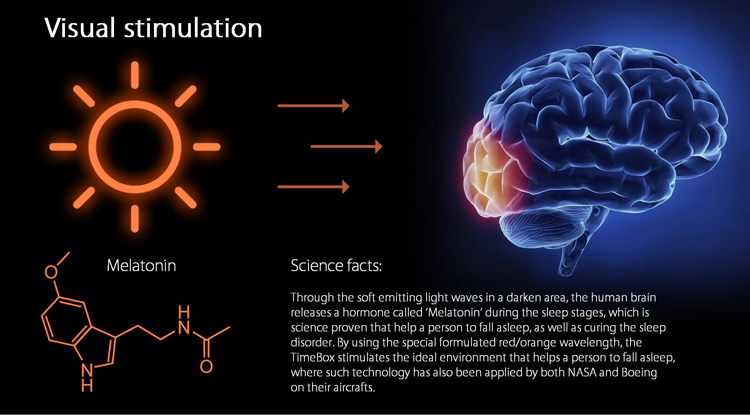 Visual stimulation
Melatonin
O
H
N
O
N
H
Science facts:
Through the soft emitting light waves in a darken area, the human brain
releases a hormone called 'Melatonin' during the sleep stages, which is
science proven that help a person to fall asleep, as well as curing the sleep
disorder. By using the special formulated red/orange wavelength, the
TimeBox stimulates the ideal environment that helps a person to fall asleep,
where such technology has also been applied by both NASA and Boeing
on their aircrafts.